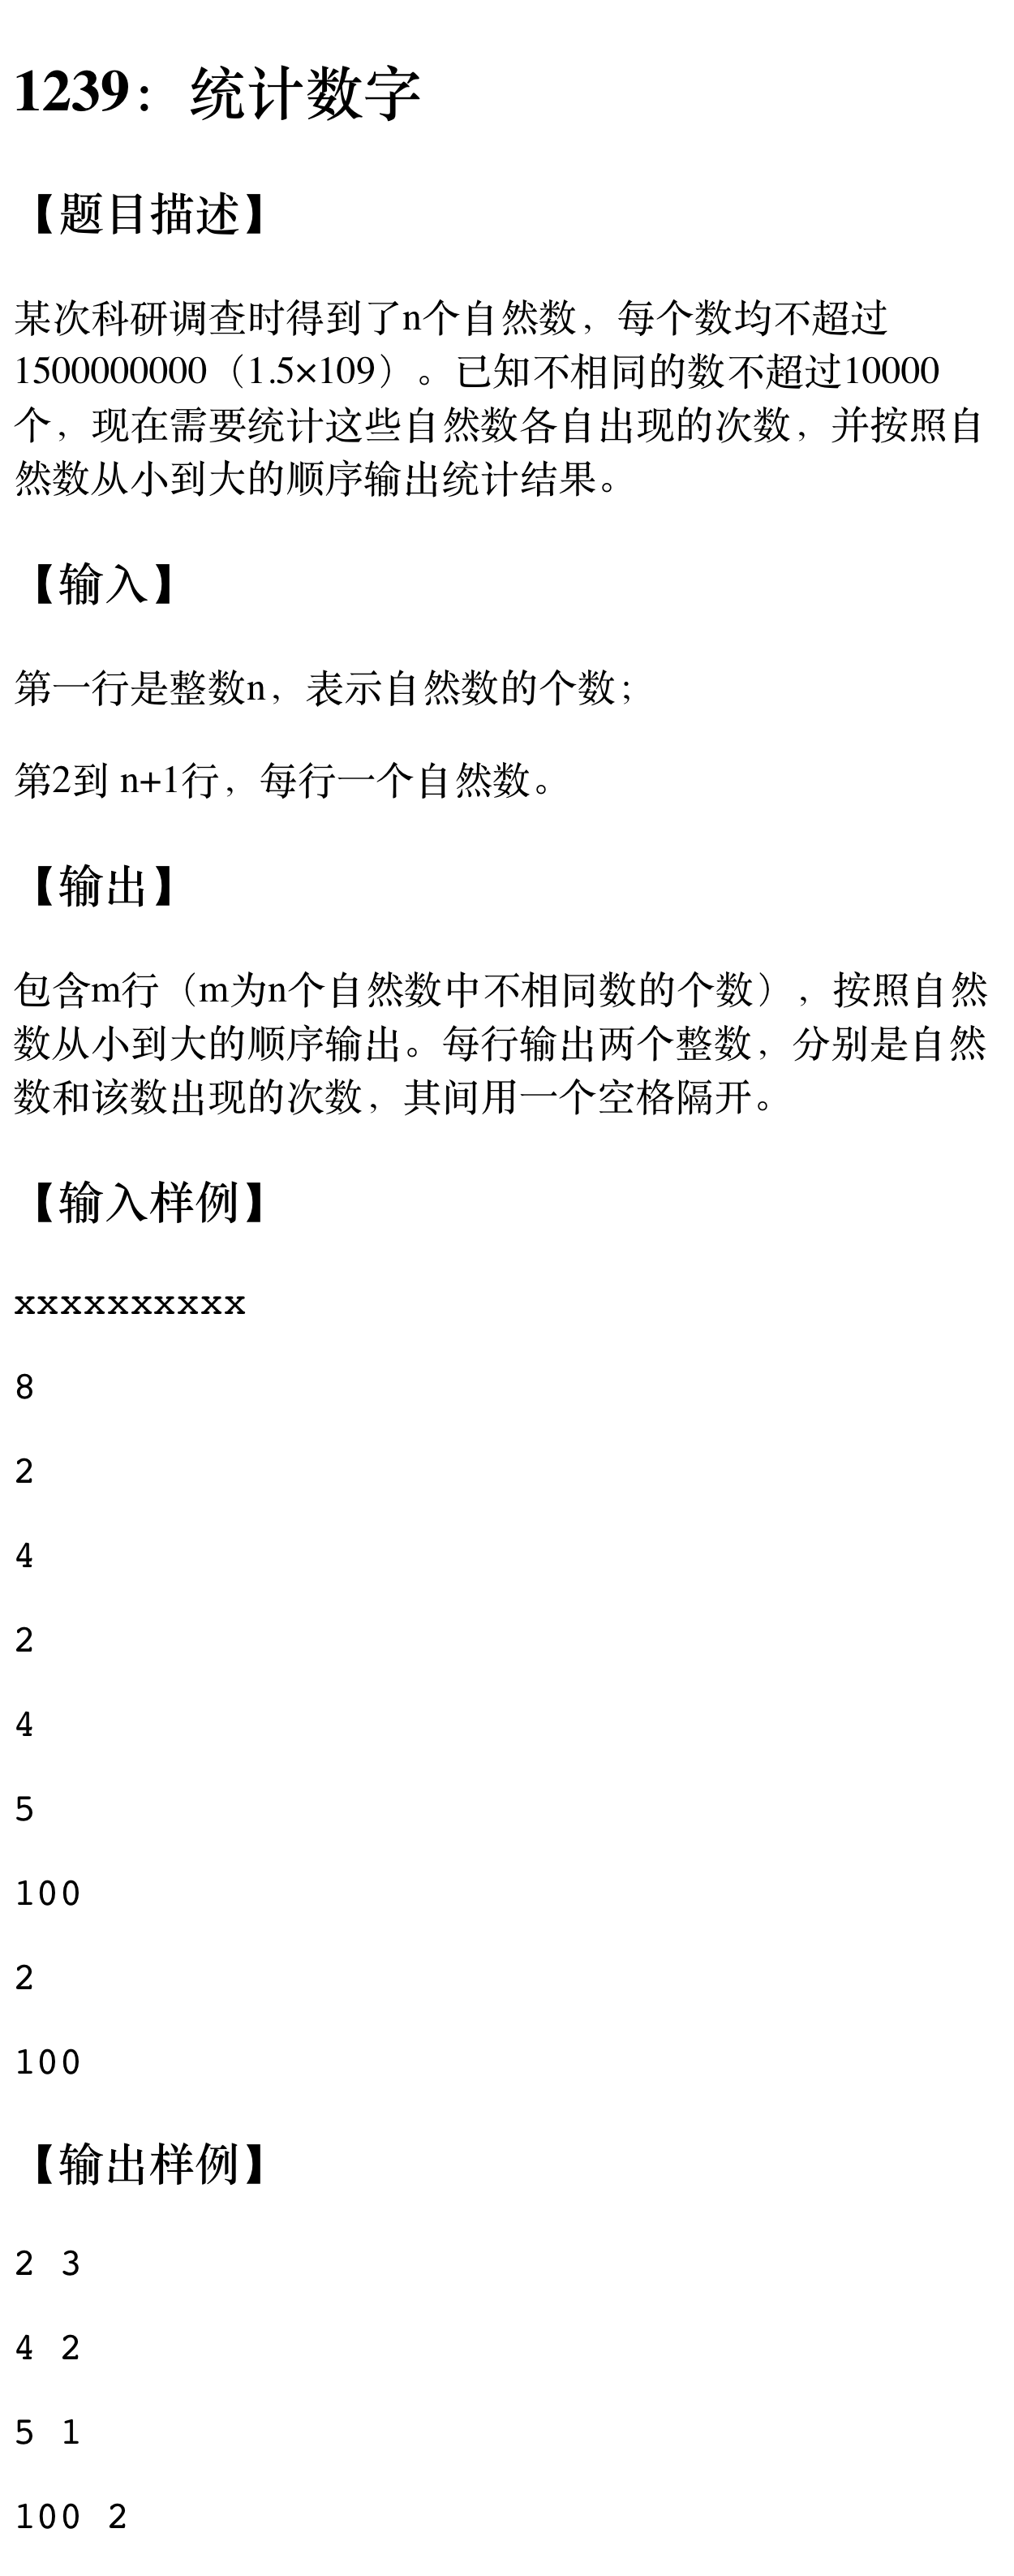 1239：统计数字
【题目描述】
某次科研调查时得到了n个自然数，每个数均不超过
1500000000（1.5×109）。已知不相同的数不超过10000
个，现在需要统计这些自然数各自出现的次数，并按照自
然数从小到大的顺序输出统计结果。
【输入】
第一行是整数n，表示自然数的个数；
第2到 n+1行，每行一个自然数。
【输出】
包含m行（m为n个自然数中不相同数的个数），按照自然
数从小到大的顺序输出。每行输出两个整数，分别是自然
数和该数出现的次数，其间用一个空格隔开。
【输入样例】
xxxxxxxxxx
8
2
4
2
4
5
100
2
100
【输出样例】
2 3
4 2
5 1
100 2